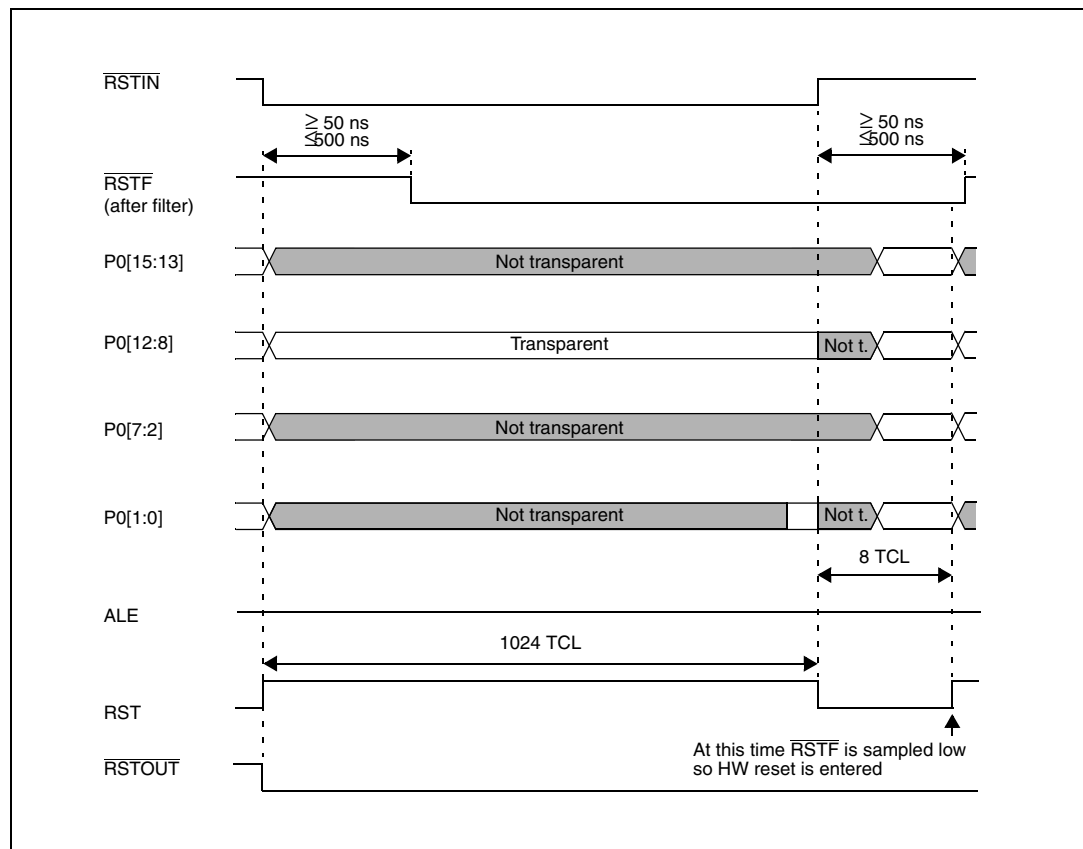 RSTIN
≥ 50 ns
≤500 ns
≥ 50 ns
≤500 ns
RSTF
(after filter)
P0[15:13]
Not transparent
P0[12:8]
Transparent
Not t.
P0[7:2]
Not transparent
P0[1:0]
Not transparent
Not t.
8 TCL
ALE
1024 TCL
RST
At this time RSTF is sampled low
so HW reset is entered
RSTOUT